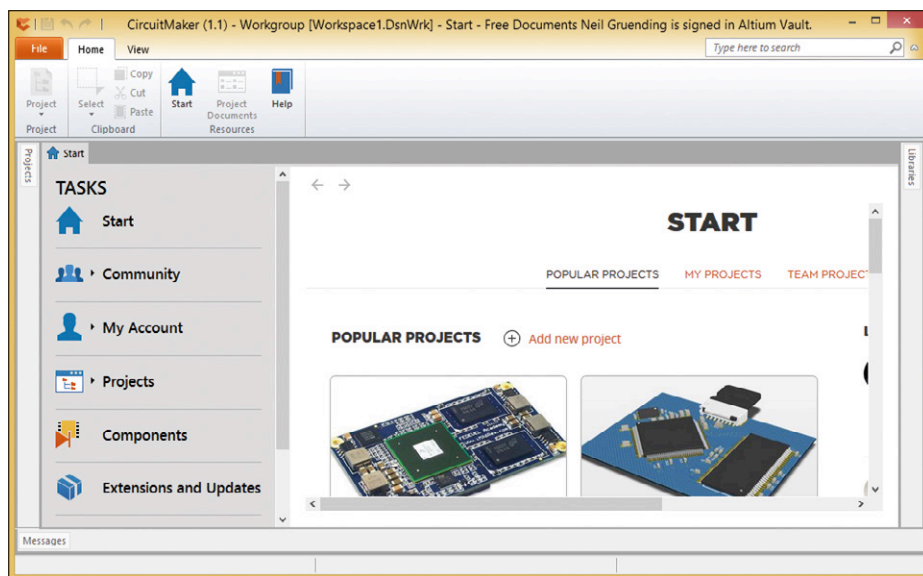 CircuitMaker (1.1) - Workgroup [Workspace1.DsnWrk] - Start - Free Documents Neil Gruending is signed in Altium Vault.
File Home View Type here to search
Copy
Cut
Paste
Project Select Start Project Documents Help
Project Clipboard Resources
Projects
Start
Libraries
TASKS
Start
Community
My Account
Projects
Components
Extensions and Updates
START
POPULAR PROJECTS MY PROJECTS TEAM PROJEC
POPULAR PROJECTS Add new project
Messages